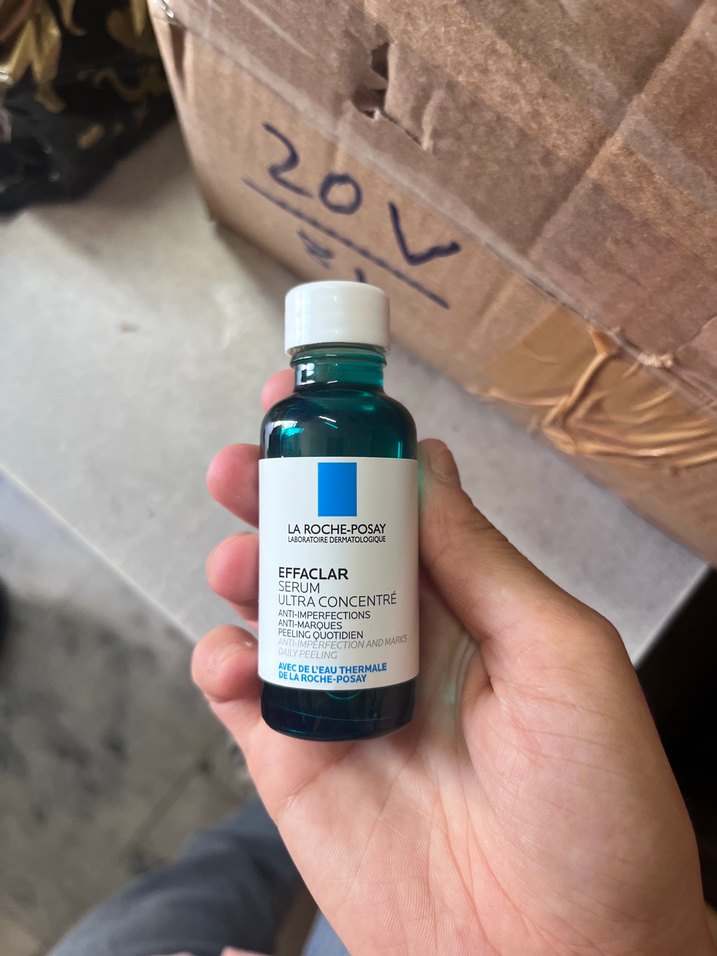 20 V
LA ROCHE-POSAY
LABORATOIRE DERMATOLOGIQUE
EFFACLAR
SERUM
ULTRA CONCENTRÉ
ANTI-IMPERFECTIONS
ANTI-MARQUES
PEELING QUOTIDIEN
ANTI-IMPERFECTION AND MARKS
DAILY PEELING
AVEC DE L'EAU THERMALE
DE LA ROCHE-POSAY